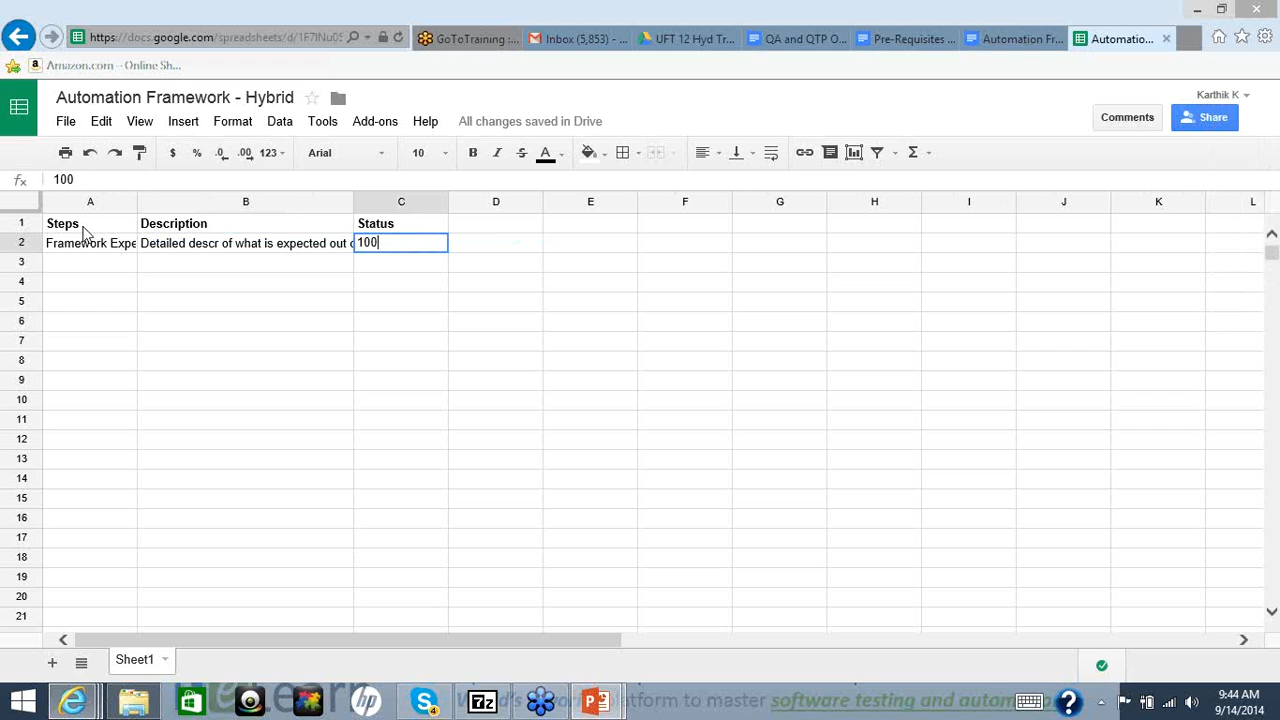 https://docs.google.com/spreadsheets/d/1F7INu0S
GoToTraining :...
Inbox (5,853) - ...
UFT 12 Hyd Tr...
QA and QTP O...
Pre-Requisites ...
Automation Fr...
Automatio...
Amazon.com – Online Sh...
Automation Framework - Hybrid
Karthik K
File Edit View Insert Format Data Tools Add-ons Help All changes saved in Drive
Comments
Share
$ % .0 .00 123 Arial 10 B I S A Σ
fx 100
A B C D E F G H I J K L
1 Steps Description Status
2 Framework Expe Detailed descr of what is expected out 100
3
4
5
6
7
8
9
10
11
12
13
14
15
16
17
18
19
20
21
+ Sheet1
platform to master software testing and
hp
S 4
7z
9:44 AM
9/14/2014